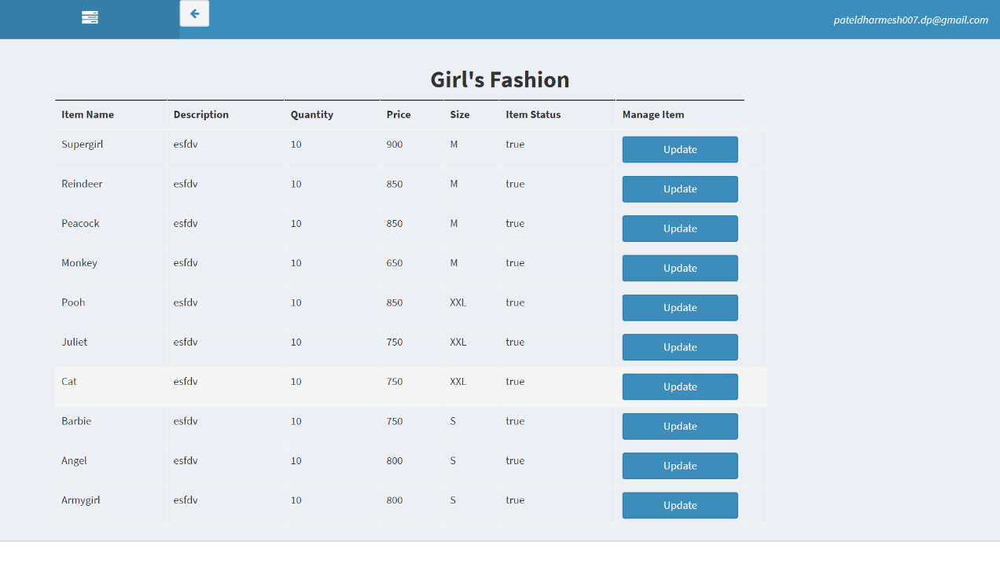 pateldharmesh007.dp@gmail.com
Girl's Fashion
Item Name Description Quantity Price Size Item Status Manage Item
Supergirl esfdv 10 900 M true Update
Reindeer esfdv 10 850 M true Update
Peacock esfdv 10 850 M true Update
Monkey esfdv 10 650 M true Update
Pooh esfdv 10 850 XXL true Update
Juliet esfdv 10 750 XXL true Update
Cat esfdv 10 750 XXL true Update
Barbie esfdv 10 750 S true Update
Angel esfdv 10 800 S true Update
Armygirl esfdv 10 800 S true Update